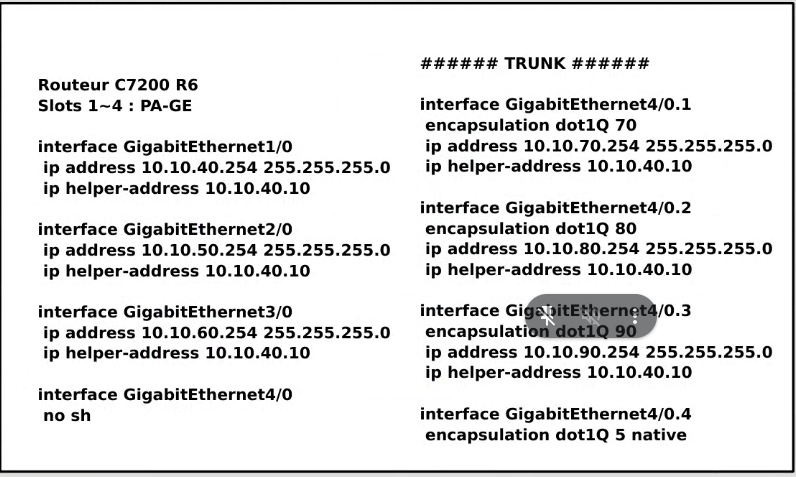 Routeur C7200 R6
Slots 1~4 : PA-GE
interface GigabitEthernet1/0
ip address 10.10.40.254 255.255.255.0
ip helper-address 10.10.40.10
interface GigabitEthernet2/0
ip address 10.10.50.254 255.255.255.0
ip helper-address 10.10.40.10
interface GigabitEthernet3/0
ip address 10.10.60.254 255.255.255.0
ip helper-address 10.10.40.10
interface GigabitEthernet4/0
no sh
###### TRUNK ######
interface GigabitEthernet4/0.1
encapsulation dot1Q 70
ip address 10.10.70.254 255.255.255.0
ip helper-address 10.10.40.10
interface GigabitEthernet4/0.2
encapsulation dot1Q 80
ip address 10.10.80.254 255.255.255.0
ip helper-address 10.10.40.10
interface GigabitEthernet4/0.3
encapsulation dot1Q 90
ip address 10.10.90.254 255.255.255.0
ip helper-address 10.10.40.10
interface GigabitEthernet4/0.4
encapsulation dot1Q 5 native